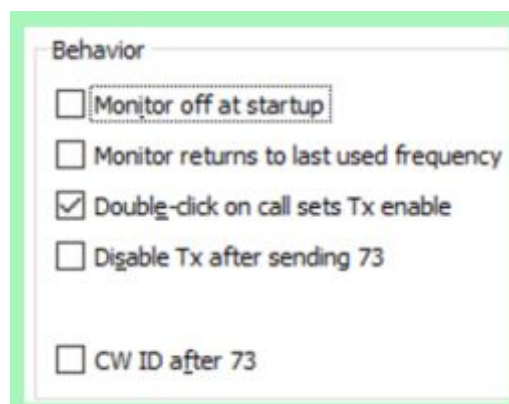 Behavior
Monitor off at startup
Monitor returns to last used frequency
Double-click on call sets Tx enable
Disable Tx after sending 73
CW ID after 73